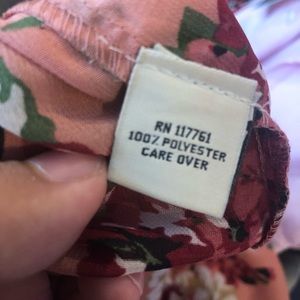 RN 117761
100% POLYESTER
CARE OVER